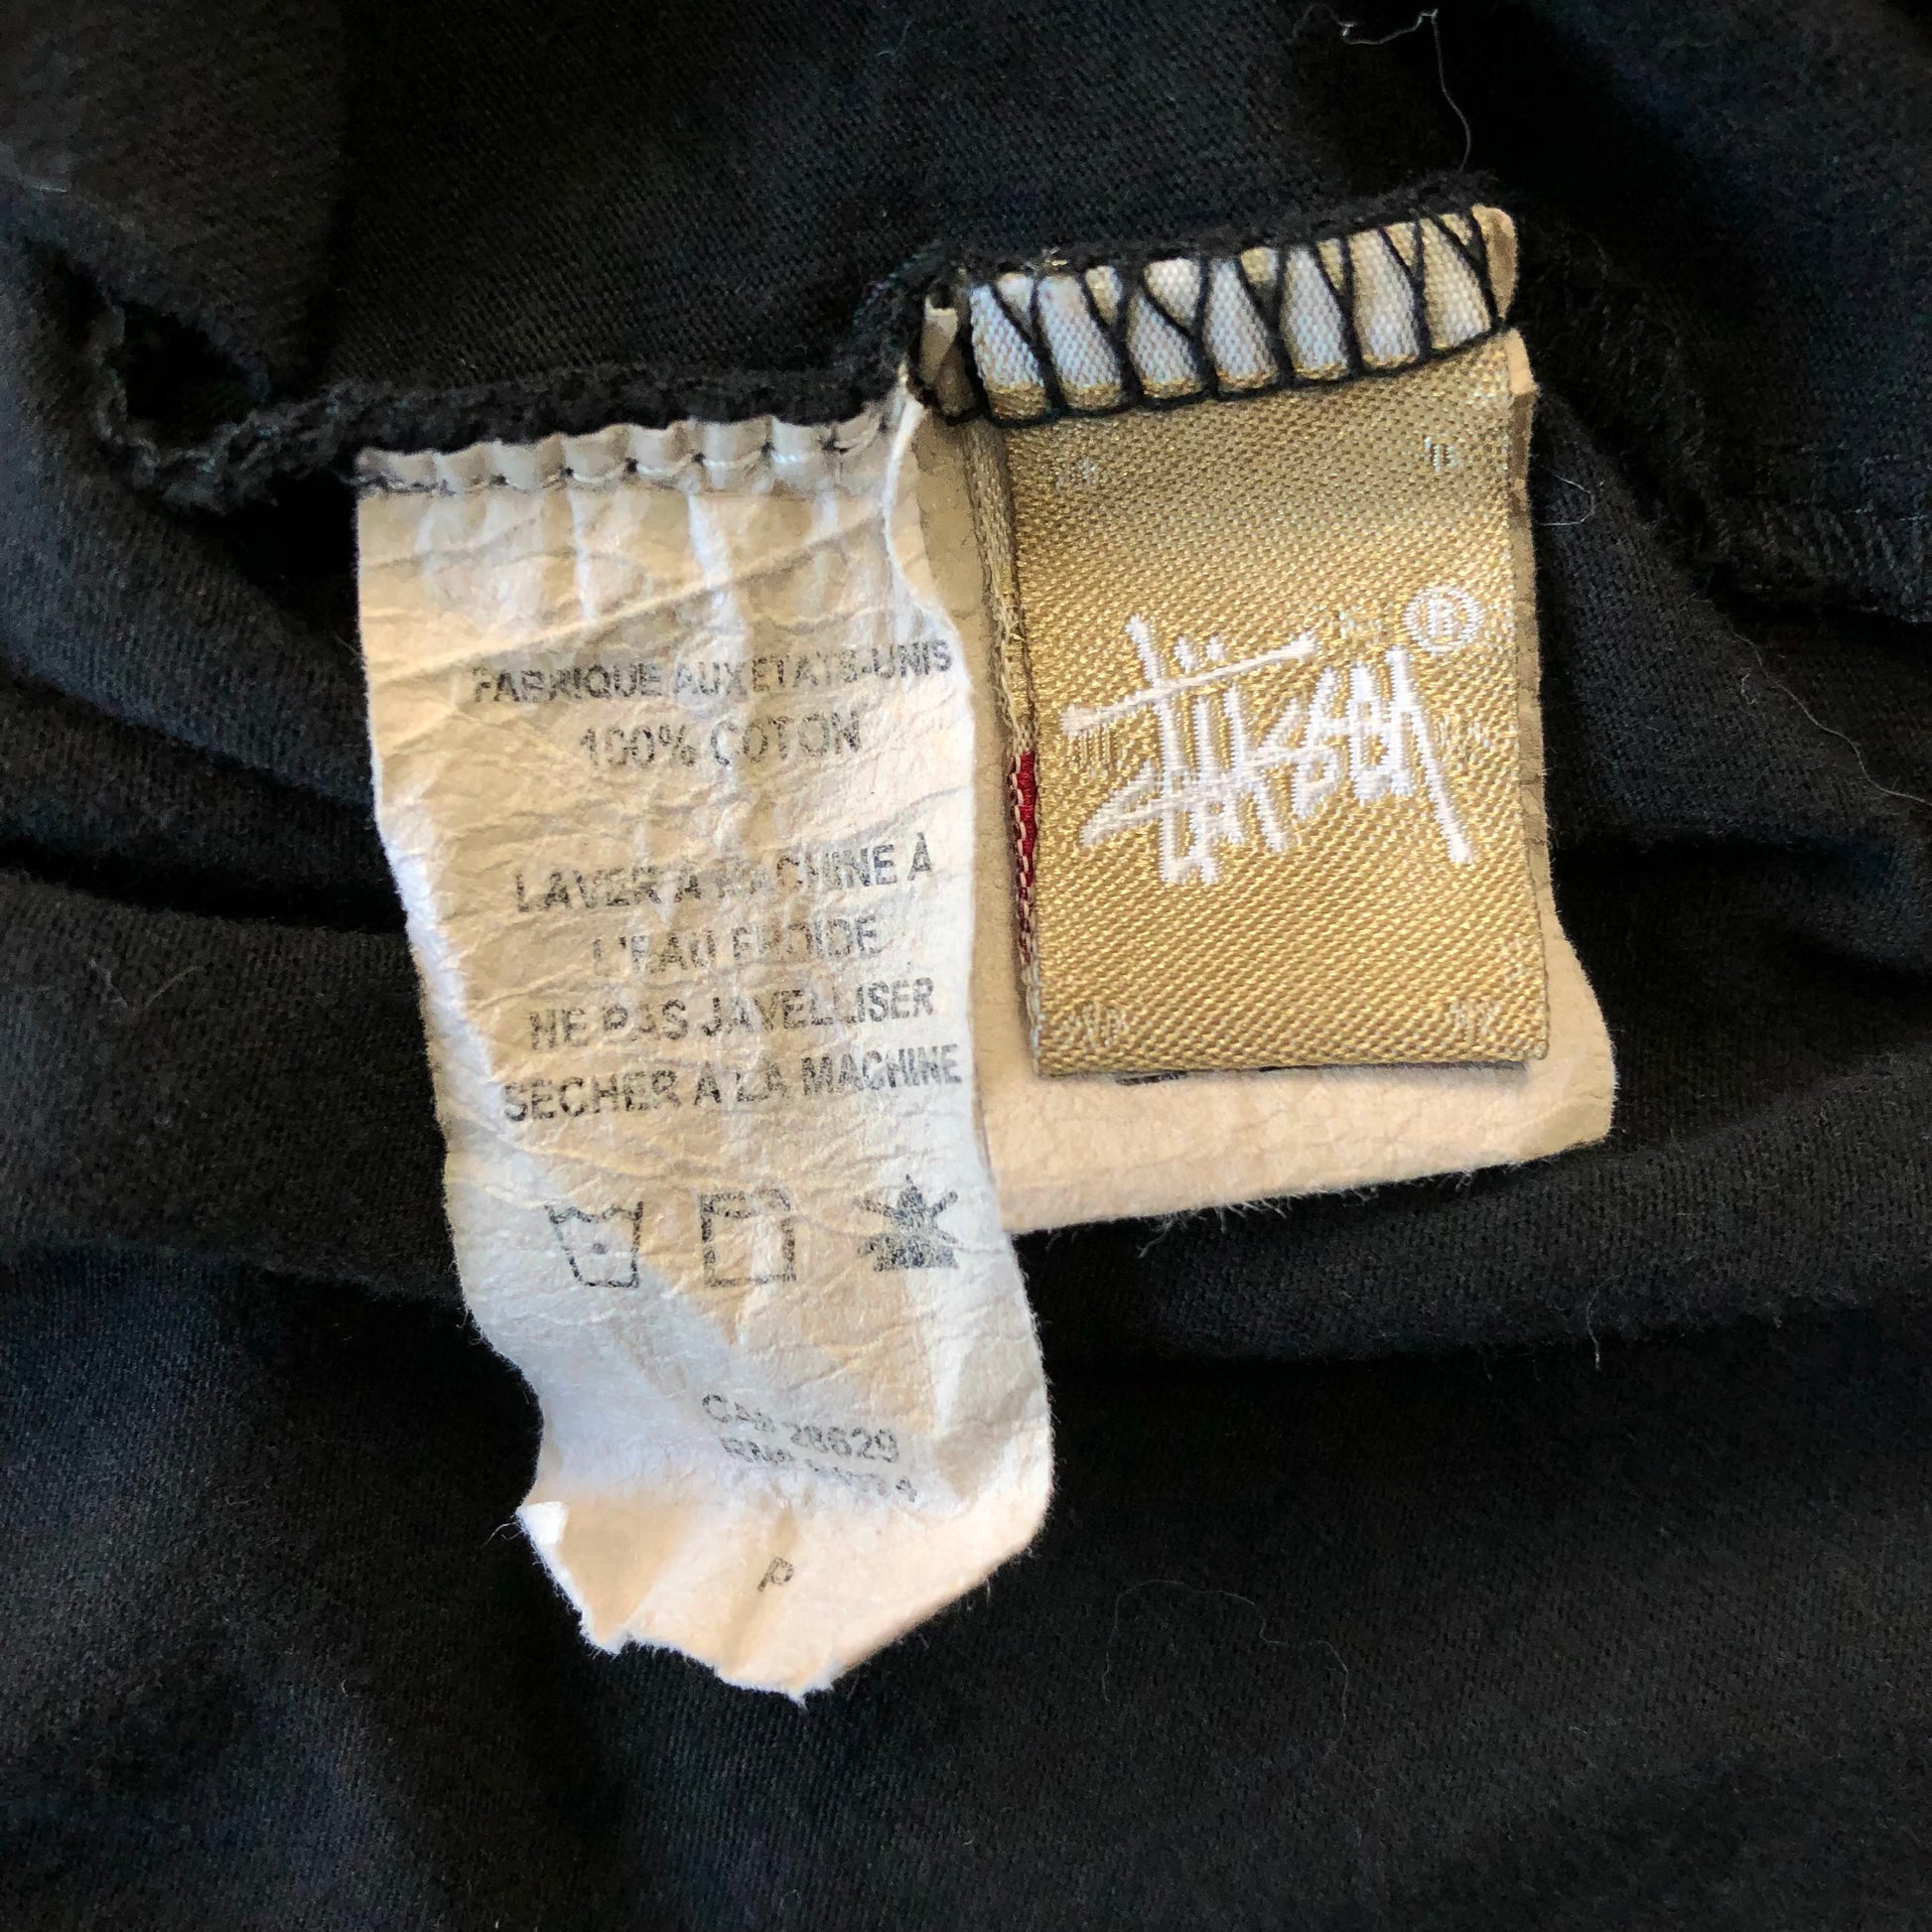 FABRIQUE AUX ETATS-UNIS
100% COTON
LAVER A MACHINE À
L'EAU FROIDE
NE PAS JAVELLISER
SECHER A LA MACHINE
CA# 28629
RN#
Stüssy ®